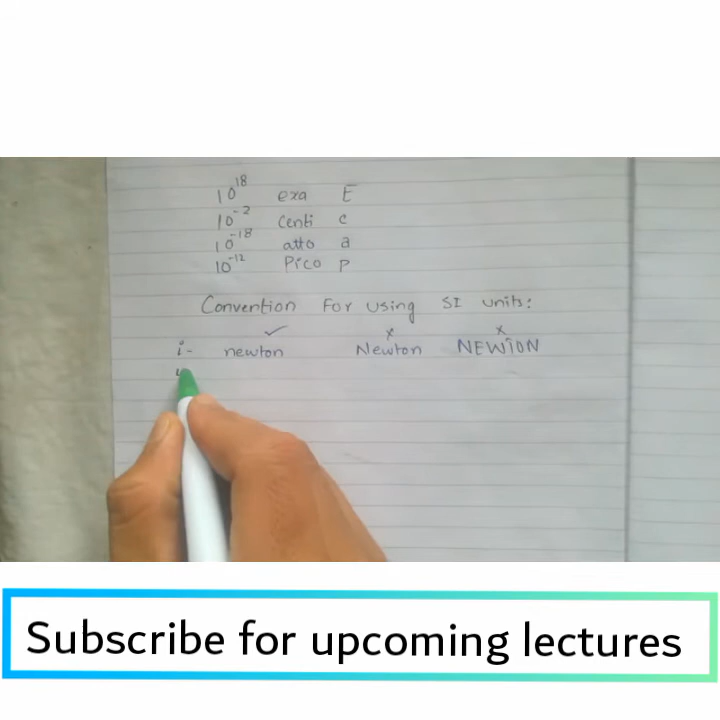 10^18 exa E
10^-2 Centi c
10^-18 atto a
10^-12 Pico P
Convention For using SI units:
✓ x x
i- newton Newton NEWTON
Subscribe for upcoming lectures